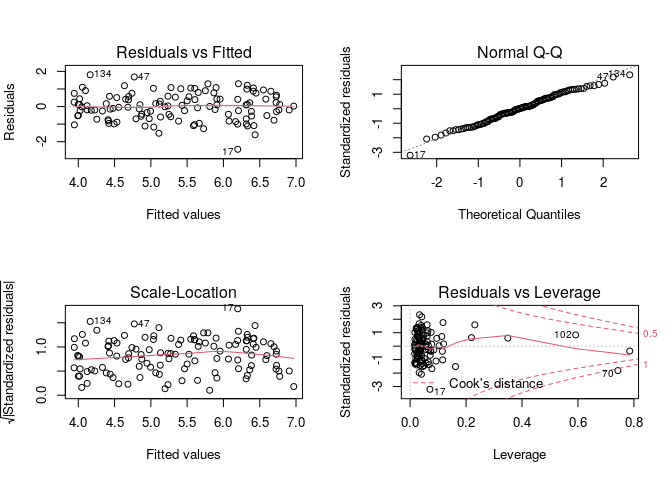 Residuals vs Fitted
Residuals
2
0
-2
134
47
17
4.0 4.5 5.0 5.5 6.0 6.5 7.0
Fitted values
Normal Q-Q
Standardized residuals
-1
-3
47
134
17
-2 -1 0 1 2
Theoretical Quantiles
Scale-Location
√|Standardized residuals|
1.0
0.0
134
47
17
4.0 4.5 5.0 5.5 6.0 6.5 7.0
Fitted values
Residuals vs Leverage
Standardized residuals
3
1
-1
-3
102
70
17
Cook's distance
0.5
1
0.0 0.2 0.4 0.6 0.8
Leverage